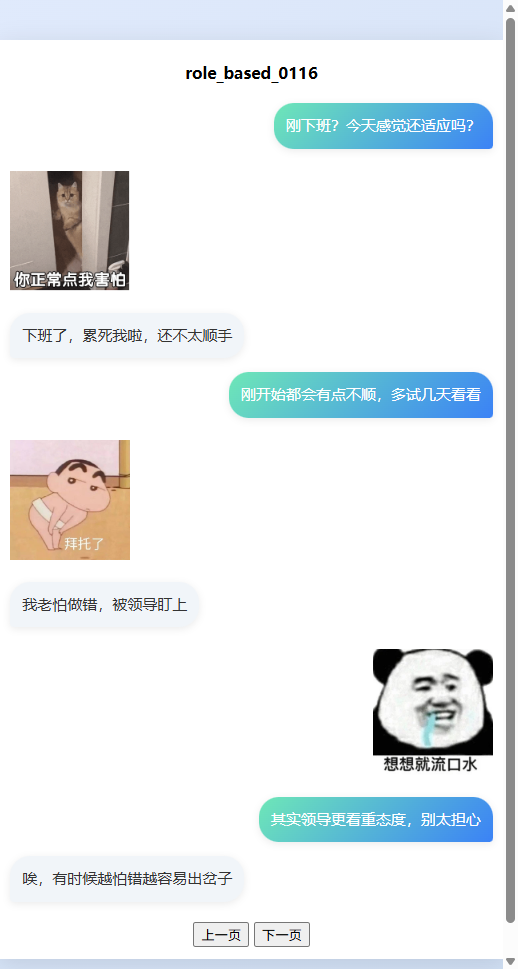 role_based_0116
刚下班？今天感觉还适应吗？
你正常点我害怕
下班了，累死我啦，还不太顺手
刚开始都会有点不顺，多试几天看看
拜托了
我老怕做错，被领导盯上
想想就流口水
其实领导更看重态度，别太担心
唉，有时候越怕错越容易出岔子
上一页 下一页